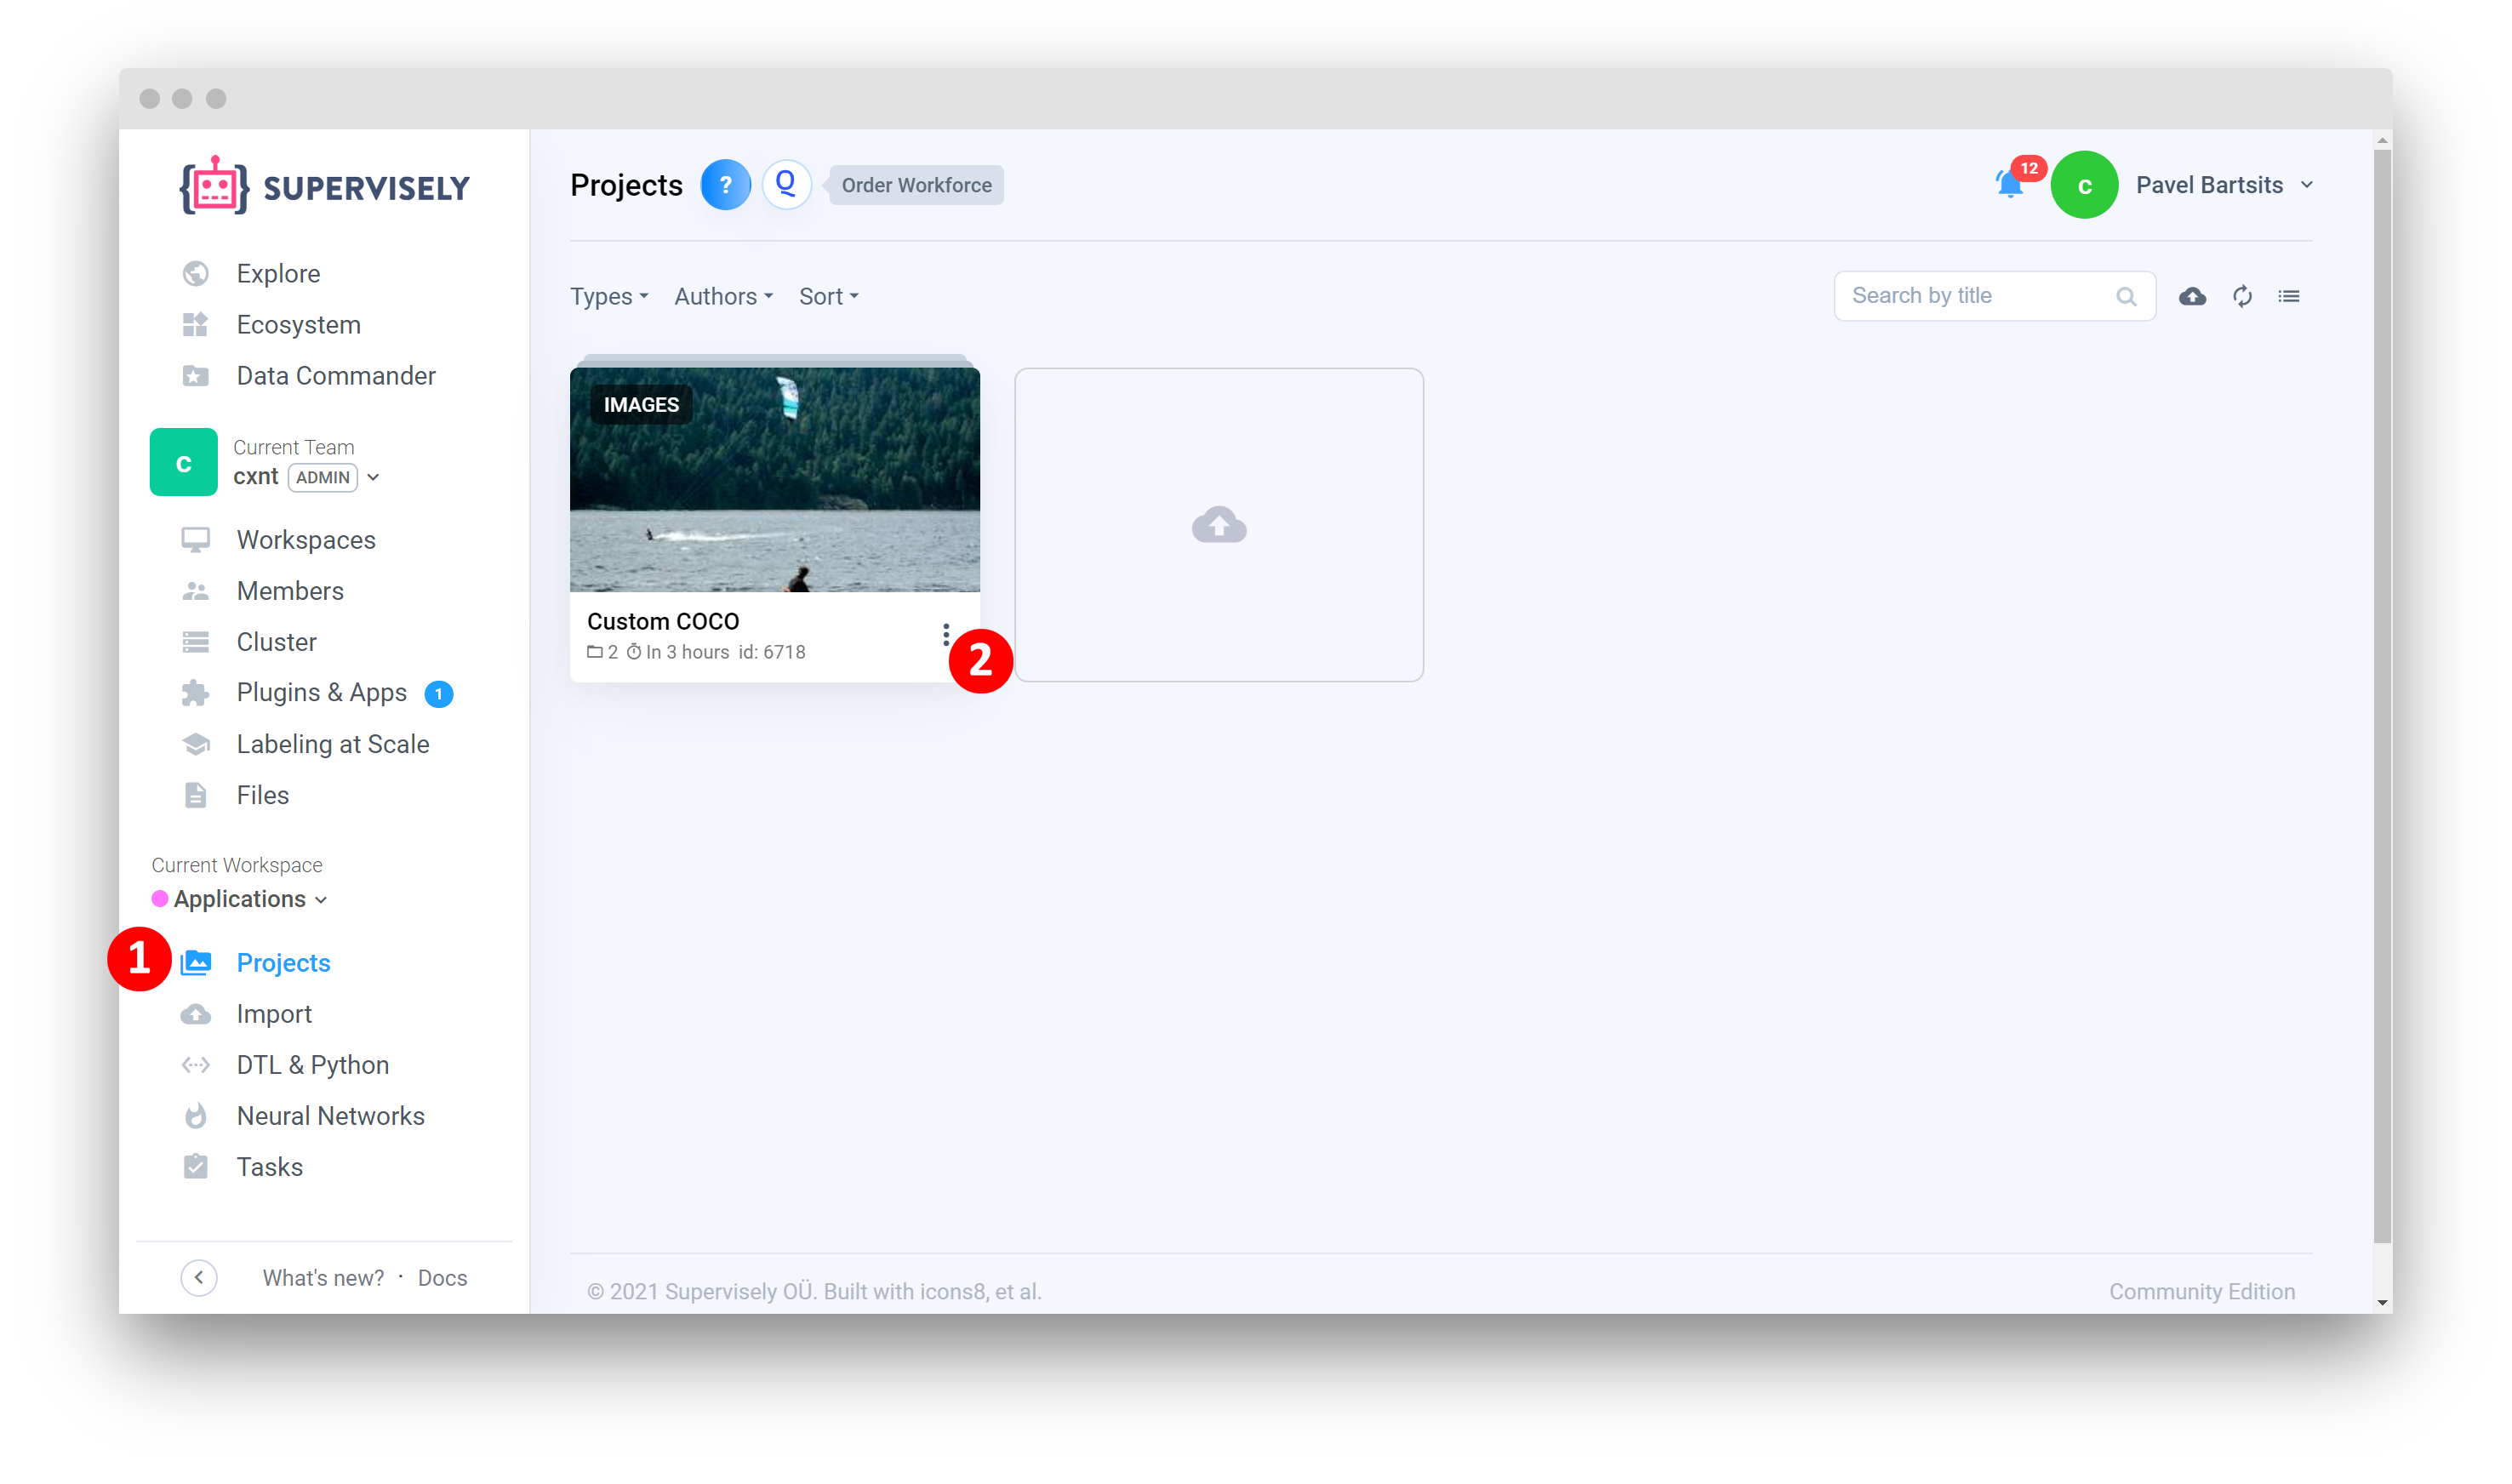 SUPERVISELY
Explore
Ecosystem
Data Commander
c
Current Team
cxnt ADMIN
Workspaces
Members
Cluster
Plugins & Apps 1
Labeling at Scale
Files
Current Workspace
Applications
1
Projects
Import
DTL & Python
Neural Networks
Tasks
What's new? · Docs
Projects ? Q Order Workforce
12 c Pavel Bartsits
Types Authors Sort
Search by title
IMAGES
Custom COCO
2 In 3 hours id: 6718
2
© 2021 Supervisely OÜ. Built with icons8, et al.
Community Edition